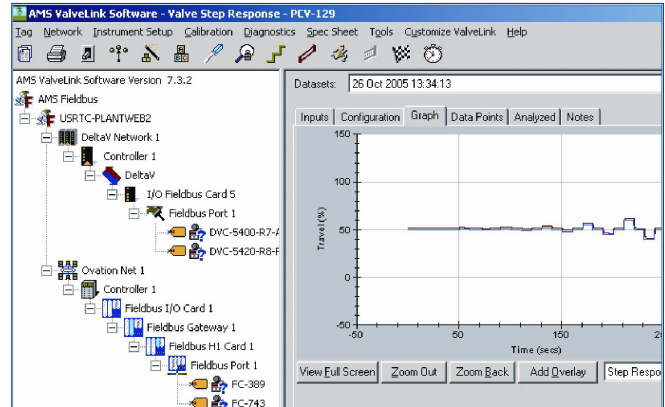 AMS ValveLink Software - Valve Step Response - PCV-129
Tag Network Instrument Setup Calibration Diagnostics Spec Sheet Tools Customize ValveLink Help
AMS ValveLink Software Version 7.3.2
AMS Fieldbus
USRTC-PLANTWEB2
DeltaV Network 1
Controller 1
DeltaV
I/O Fieldbus Card 5
Fieldbus Port 1
DVC-5400-R7-A
DVC-5420-R8-F
Ovation Net 1
Controller 1
Fieldbus I/O Card 1
Fieldbus Gateway 1
Fieldbus H1 Card 1
Fieldbus Port 1
FC-389
FC-743
Datasets: 26 Oct 2005 13:34:13
Inputs Configuration Graph Data Points Analyzed Notes
150
100
50
0
-50
Travel (%)
-50 50 150
Time (secs)
View Full Screen Zoom Out Zoom Back Add Overlay Step Respo